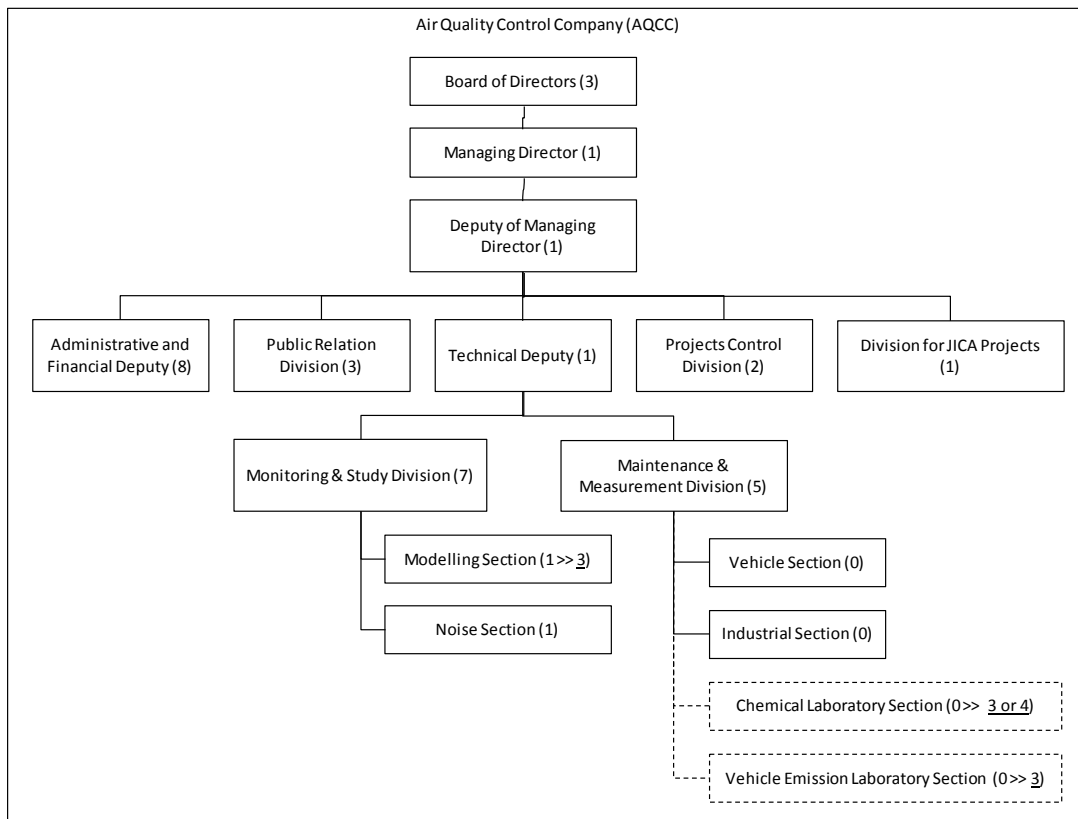 Air Quality Control Company (AQCC)
Board of Directors (3)
Managing Director (1)
Deputy of Managing
Director (1)
Administrative and
Financial Deputy (8)
Public Relation
Division (3)
Technical Deputy (1)
Projects Control
Division (2)
Division for JICA Projects
(1)
Monitoring & Study Division (7)
Maintenance &
Measurement Division (5)
Modelling Section (1 >> 3)
Vehicle Section (0)
Noise Section (1)
Industrial Section (0)
Chemical Laboratory Section (0 >> 3 or 4)
Vehicle Emission Laboratory Section (0 >> 3)